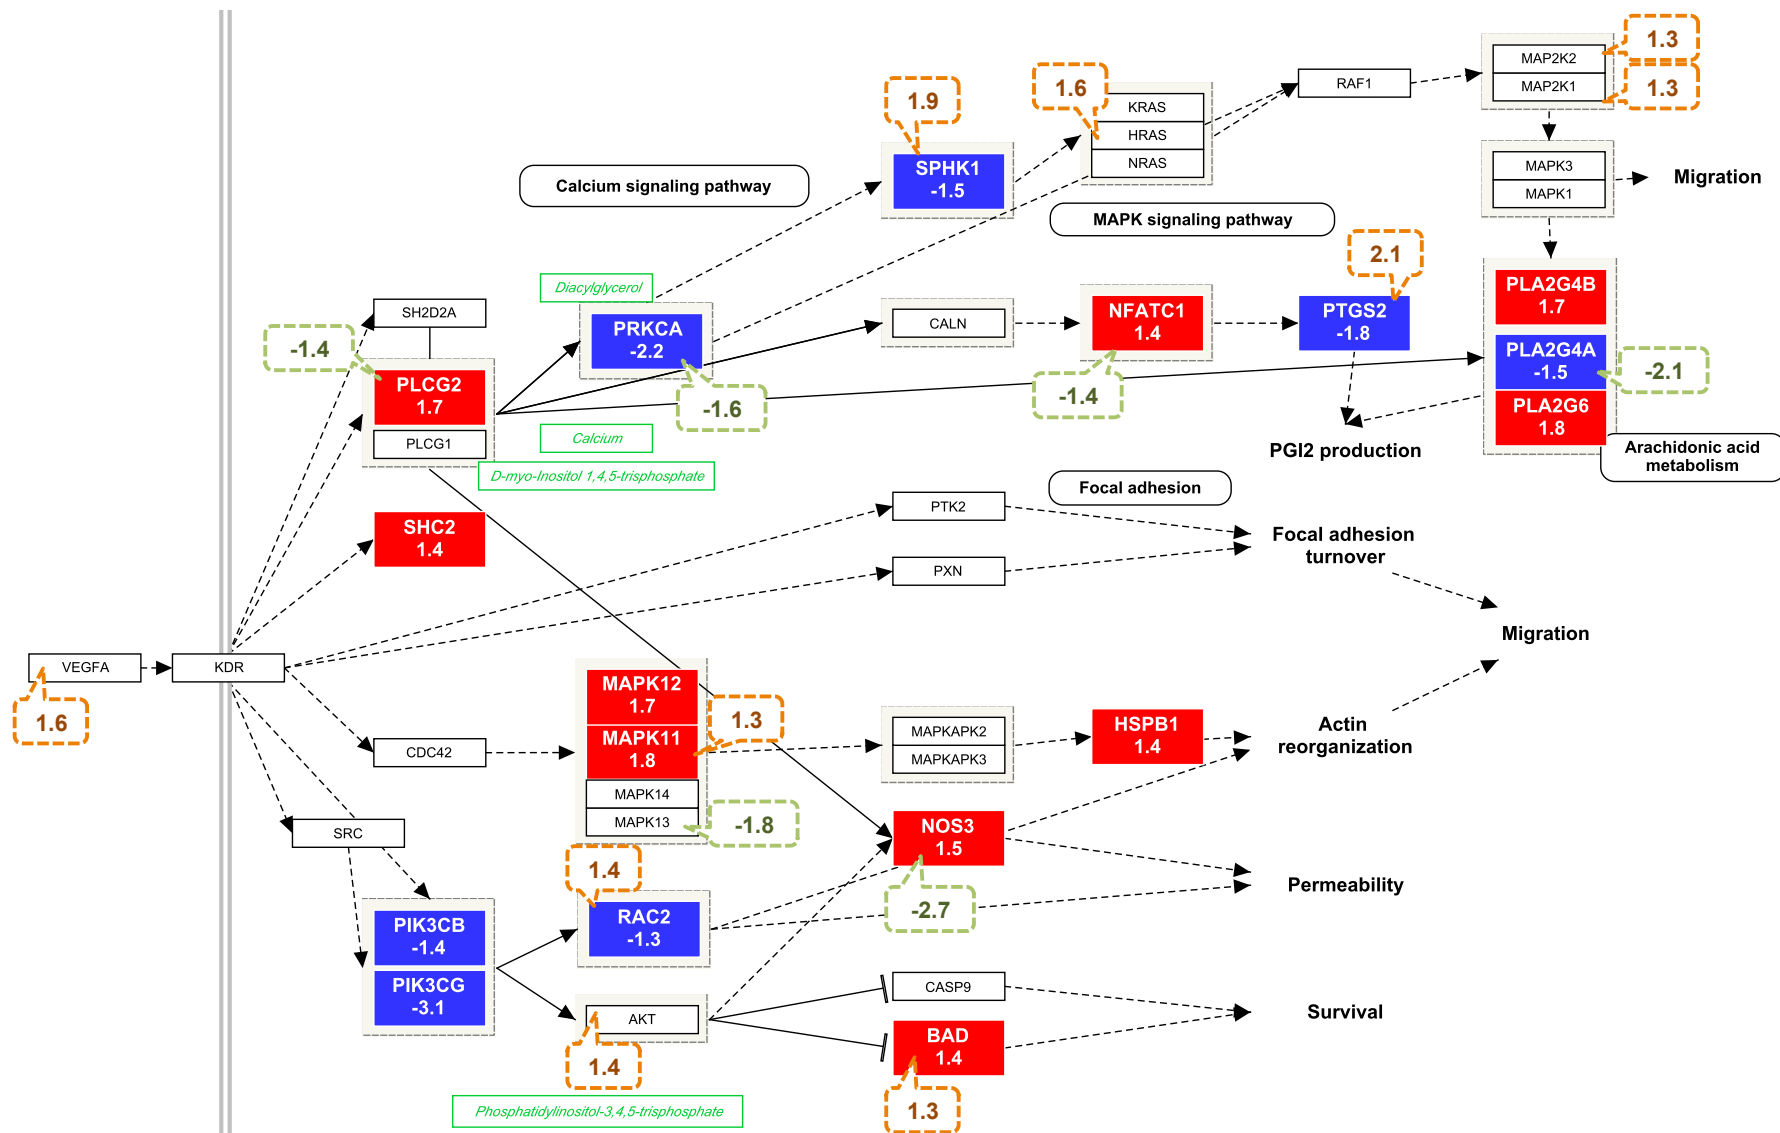 1.3
MAP2K2
MAP2K1
1.3
RAF1
1.9
1.6
KRAS
HRAS
NRAS
SPHK1
-1.5
Calcium signaling pathway
MAPK3
MAPK1
Migration
MAPK signaling pathway
2.1
Diacylglycerol
SH2D2A
PRKCA
-2.2
CALN
NFATC1
1.4
PTGS2
-1.8
PLA2G4B
1.7
PLA2G4A
-1.5
-2.1
PLA2G6
1.8
-1.4
PLCG2
1.7
PLCG1
-1.6
-1.4
Calcium
D-myo-Inositol 1,4,5-trisphosphate
PGI2 production
Arachidonic acid
metabolism
Focal adhesion
PTK2
SHC2
1.4
PXN
Focal adhesion
turnover
Migration
VEGFA
KDR
1.6
MAPK12
1.7
1.3
MAPK11
1.8
MAPK14
MAPK13
-1.8
CDC42
MAPKAPK2
MAPKAPK3
HSPB1
1.4
Actin
reorganization
SRC
NOS3
1.5
-2.7
1.4
RAC2
-1.3
Permeability
PIK3CB
-1.4
PIK3CG
-3.1
AKT
1.4
CASP9
BAD
1.4
1.3
Survival
Phosphatidylinositol-3,4,5-trisphosphate